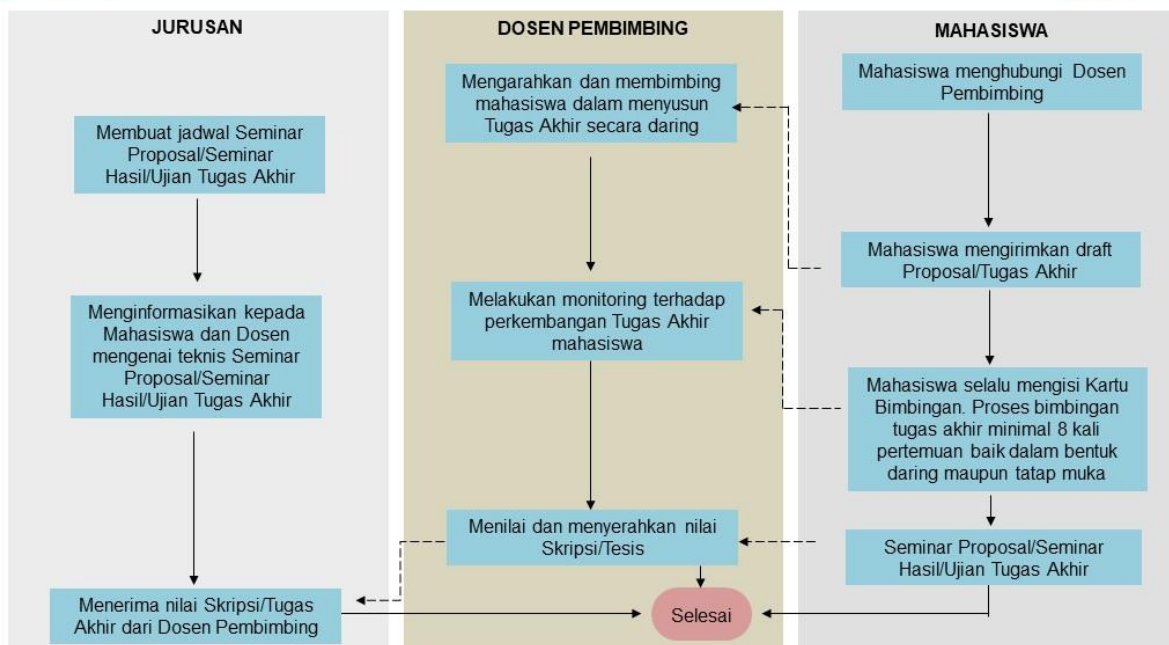 JURUSAN
Membuat jadwal Seminar
Proposal/Seminar
Hasil/Ujian Tugas Akhir
Menginformasikan kepada
Mahasiswa dan Dosen
mengenai teknis Seminar
Proposal/Seminar
Hasil/Ujian Tugas Akhir
Menerima nilai Skripsi/Tugas
Akhir dari Dosen Pembimbing
DOSEN PEMBIMBING
Mengarahkan dan membimbing
mahasiswa dalam menyusun
Tugas Akhir secara daring
Melakukan monitoring terhadap
perkembangan Tugas Akhir
mahasiswa
Menilai dan menyerahkan nilai
Skripsi/Tesis
Selesai
MAHASISWA
Mahasiswa menghubungi Dosen
Pembimbing
Mahasiswa mengirimkan draft
Proposal/Tugas Akhir
Mahasiswa selalu mengisi Kartu
Bimbingan. Proses bimbingan
tugas akhir minimal 8 kali
pertemuan baik dalam bentuk
daring maupun tatap muka
Seminar Proposal/Seminar
Hasil/Ujian Tugas Akhir